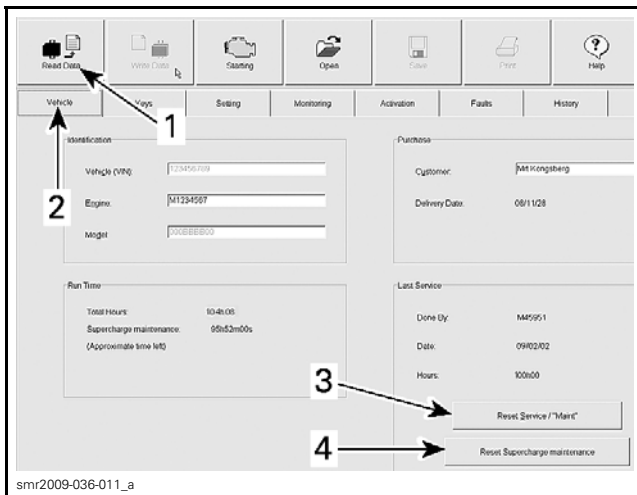 Read Data
Write Data
Starting
Open
Save
Print
Help
Vehicle
Keys
Setting
Monitoring
Activation
Faults
History
1
2
Identification
Vehicle (VIN):
123456789
Engine:
M1234567
Model:
Purchase
Customer:
Mrt Kongsberg
Delivery Date:
08/11/28
Run Time
Total Hours:
104h06
Supercharge maintenance:
95h52m00s
(Approximate time left)
Last Service
Done By:
M45951
Date:
09/02/02
Hours:
100h00
3
Reset Service / "Maint"
4
Reset Supercharge maintenance
smr2009-036-011_a